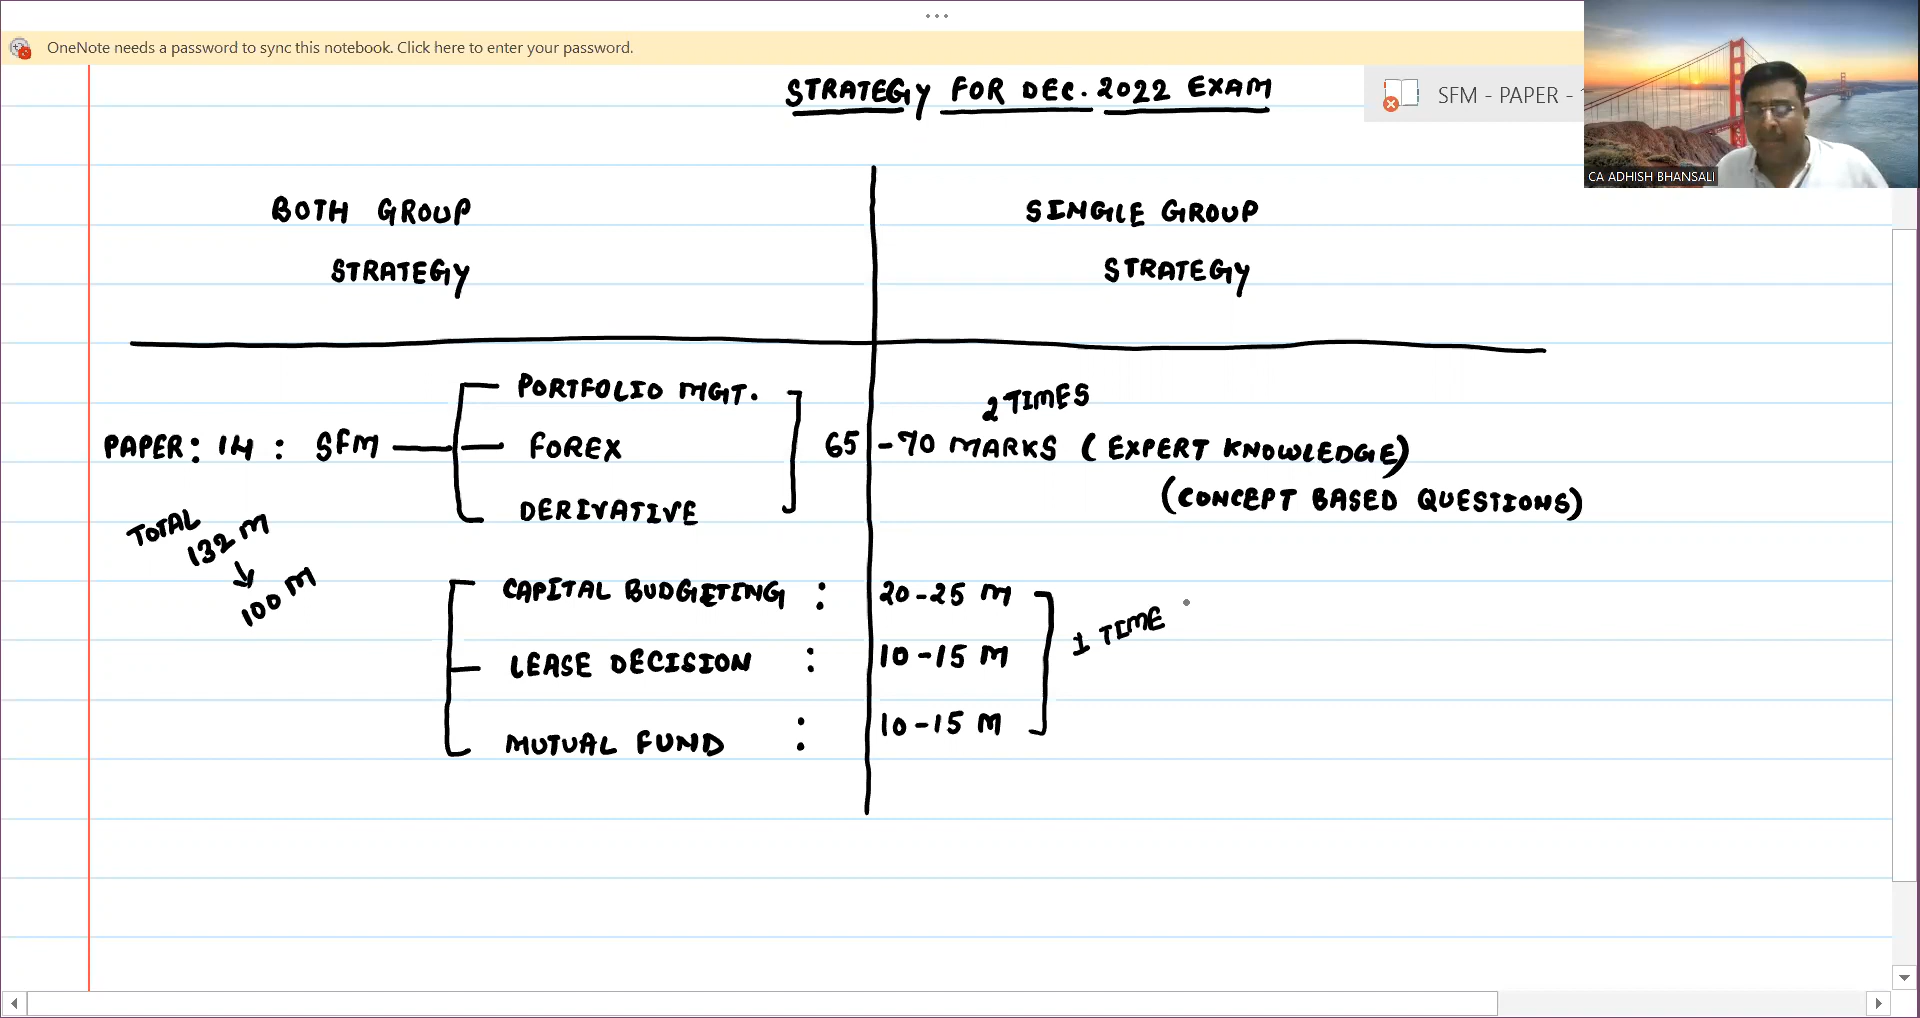 OneNote needs a password to sync this notebook. Click here to enter your password.
STRATEGY FOR DEC. 2022 EXAM
SFM - PAPER -
CA ADHISH BHANSALI
BOTH GROUP
STRATEGY
SINGLE GROUP
STRATEGY
PAPER: 14 : SFM
PORTFOLIO MGT.
FOREX
DERIVATIVE
2 TIMES
65 -70 MARKS (EXPERT KNOWLEDGE)
(CONCEPT BASED QUESTIONS)
TOTAL
132 M
100 M
CAPITAL BUDGETING : 20-25 M
LEASE DECISION : 10-15 M
MUTUAL FUND : 10-15 M
1 TIME